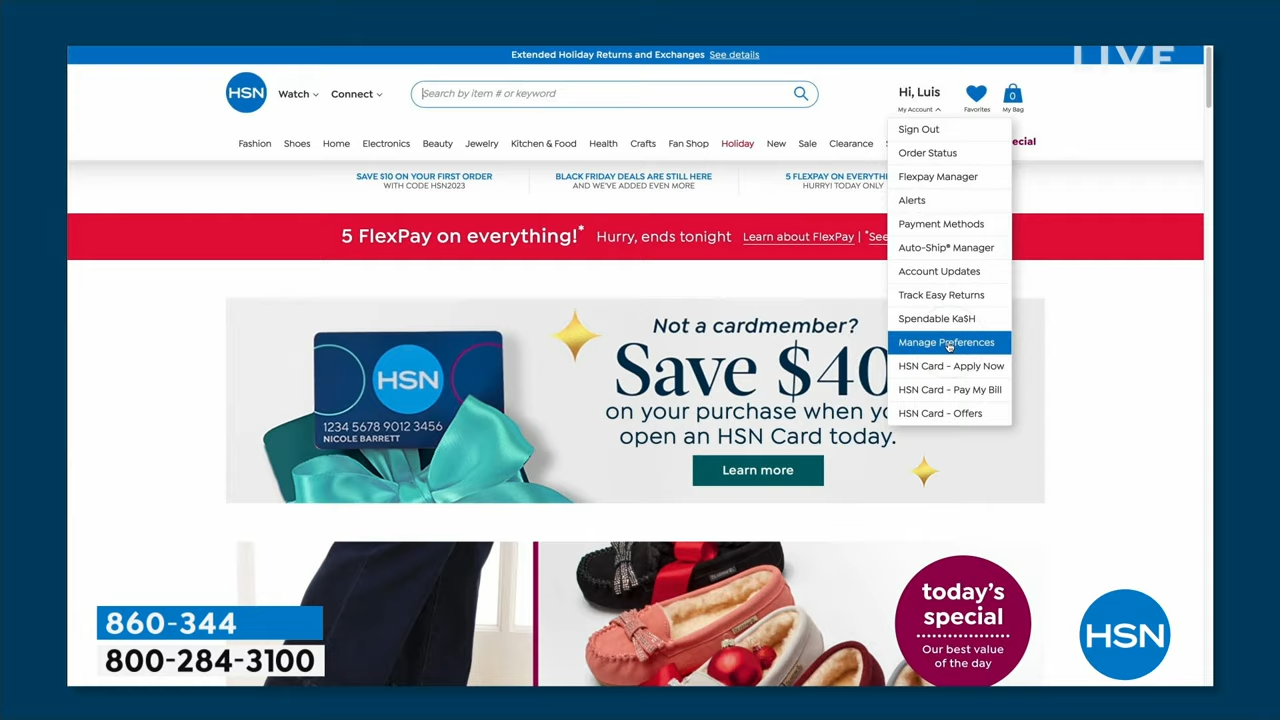 Extended Holiday Returns and Exchanges See details
LIVE
HSN
Watch
Connect
Search by item # or keyword
Hi, Luis
My Account
Favorites
0
My Bag
Fashion Shoes Home Electronics Beauty Jewelry Kitchen & Food Health Crafts Fan Shop Holiday New Sale Clearance
ecial
Sign Out
Order Status
Flexpay Manager
Alerts
Payment Methods
Auto-Ship® Manager
Account Updates
Track Easy Returns
Spendable Ka$H
Manage Preferences
HSN Card - Apply Now
HSN Card - Pay My Bill
HSN Card - Offers
SAVE $10 ON YOUR FIRST ORDER
WITH CODE HSN2023
BLACK FRIDAY DEALS ARE STILL HERE
AND WE'VE ADDED EVEN MORE
5 FLEXPAY ON EVERYTH
HURRY! TODAY ONLY
5 FlexPay on everything!* Hurry, ends tonight Learn about FlexPay | *See
HSN
1234 5678 9012 3456
NICOLE BARRETT
Not a cardmember?
Save $40
on your purchase when yo
open an HSN Card today.
Learn more
today's
special
Our best value
of the day
860-344
800-284-3100
HSN